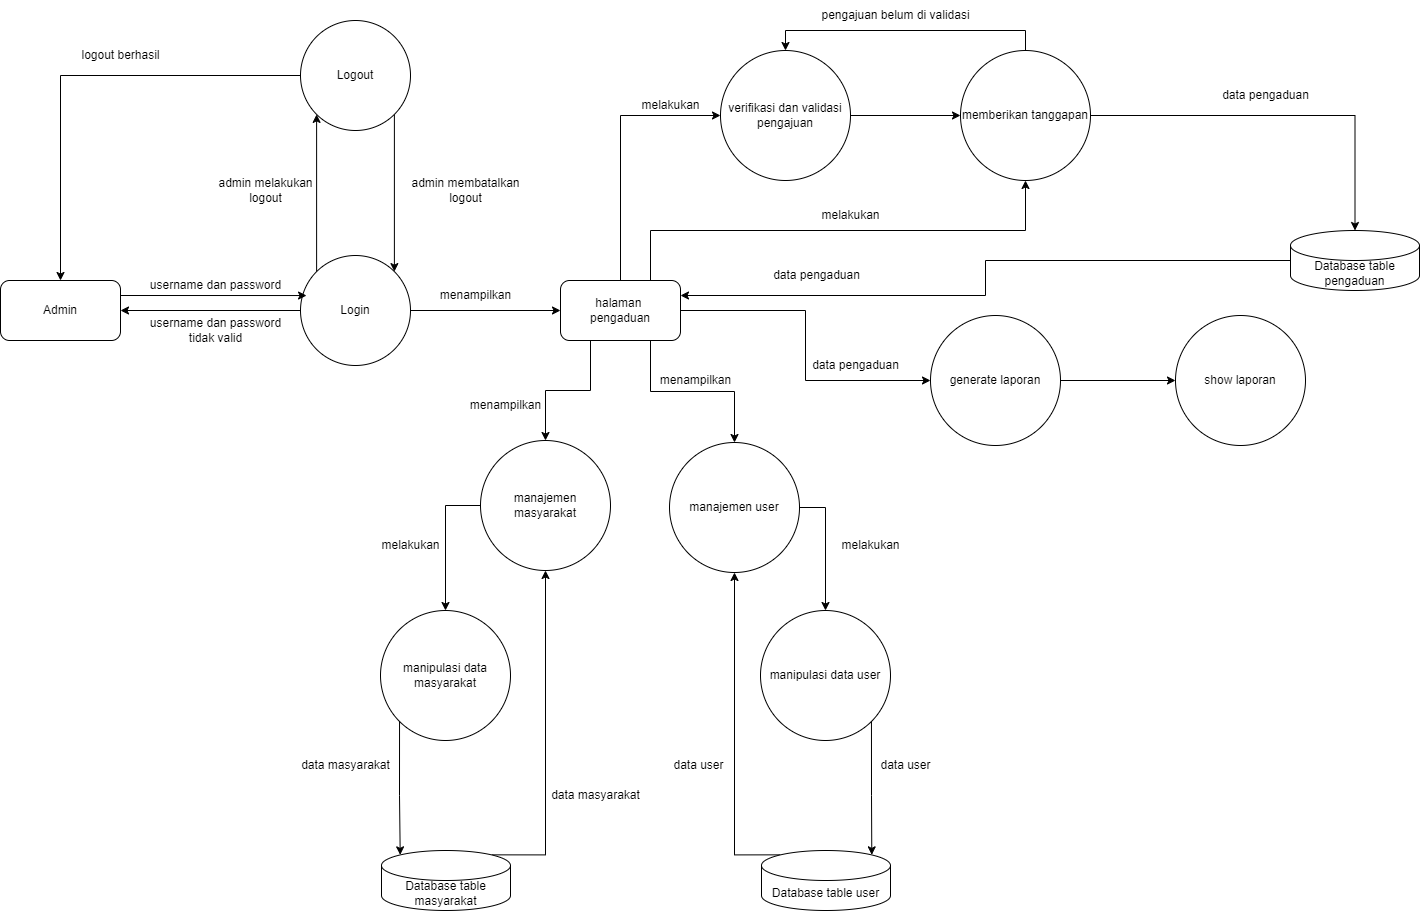 pengajuan belum di validasi
logout berhasil
Logout
melakukan
verifikasi dan validasi
pengajuan
memberikan tanggapan
data pengaduan
admin melakukan
logout
admin membatalkan
logout
melakukan
Database table
pengaduan
data pengaduan
username dan password
menampilkan
Admin
Login
halaman
pengaduan
username dan password
tidak valid
data pengaduan
generate laporan
show laporan
menampilkan
menampilkan
manajemen
masyarakat
manajemen user
melakukan
melakukan
manipulasi data
masyarakat
manipulasi data user
data masyarakat
data masyarakat
data user
data user
Database table
masyarakat
Database table user